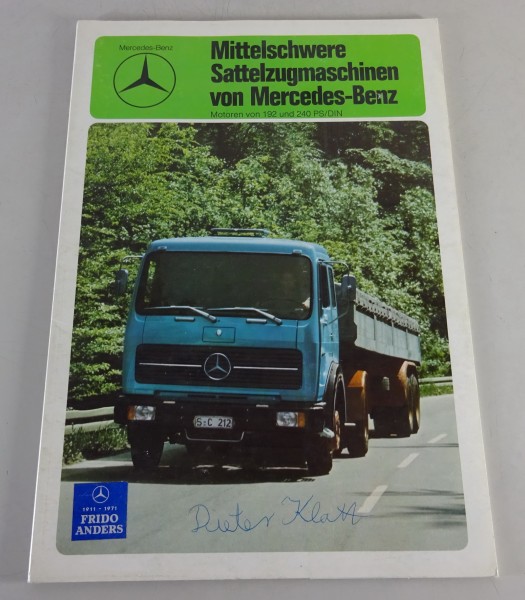 Mercedes-Benz
Mittelschwere
Sattelzugmaschinen
von Mercedes-Benz
Motoren von 192 und 240 PS/DIN
S-C 212
1911 - 1971
FRIDO
ANDERS
Dieter Klatt